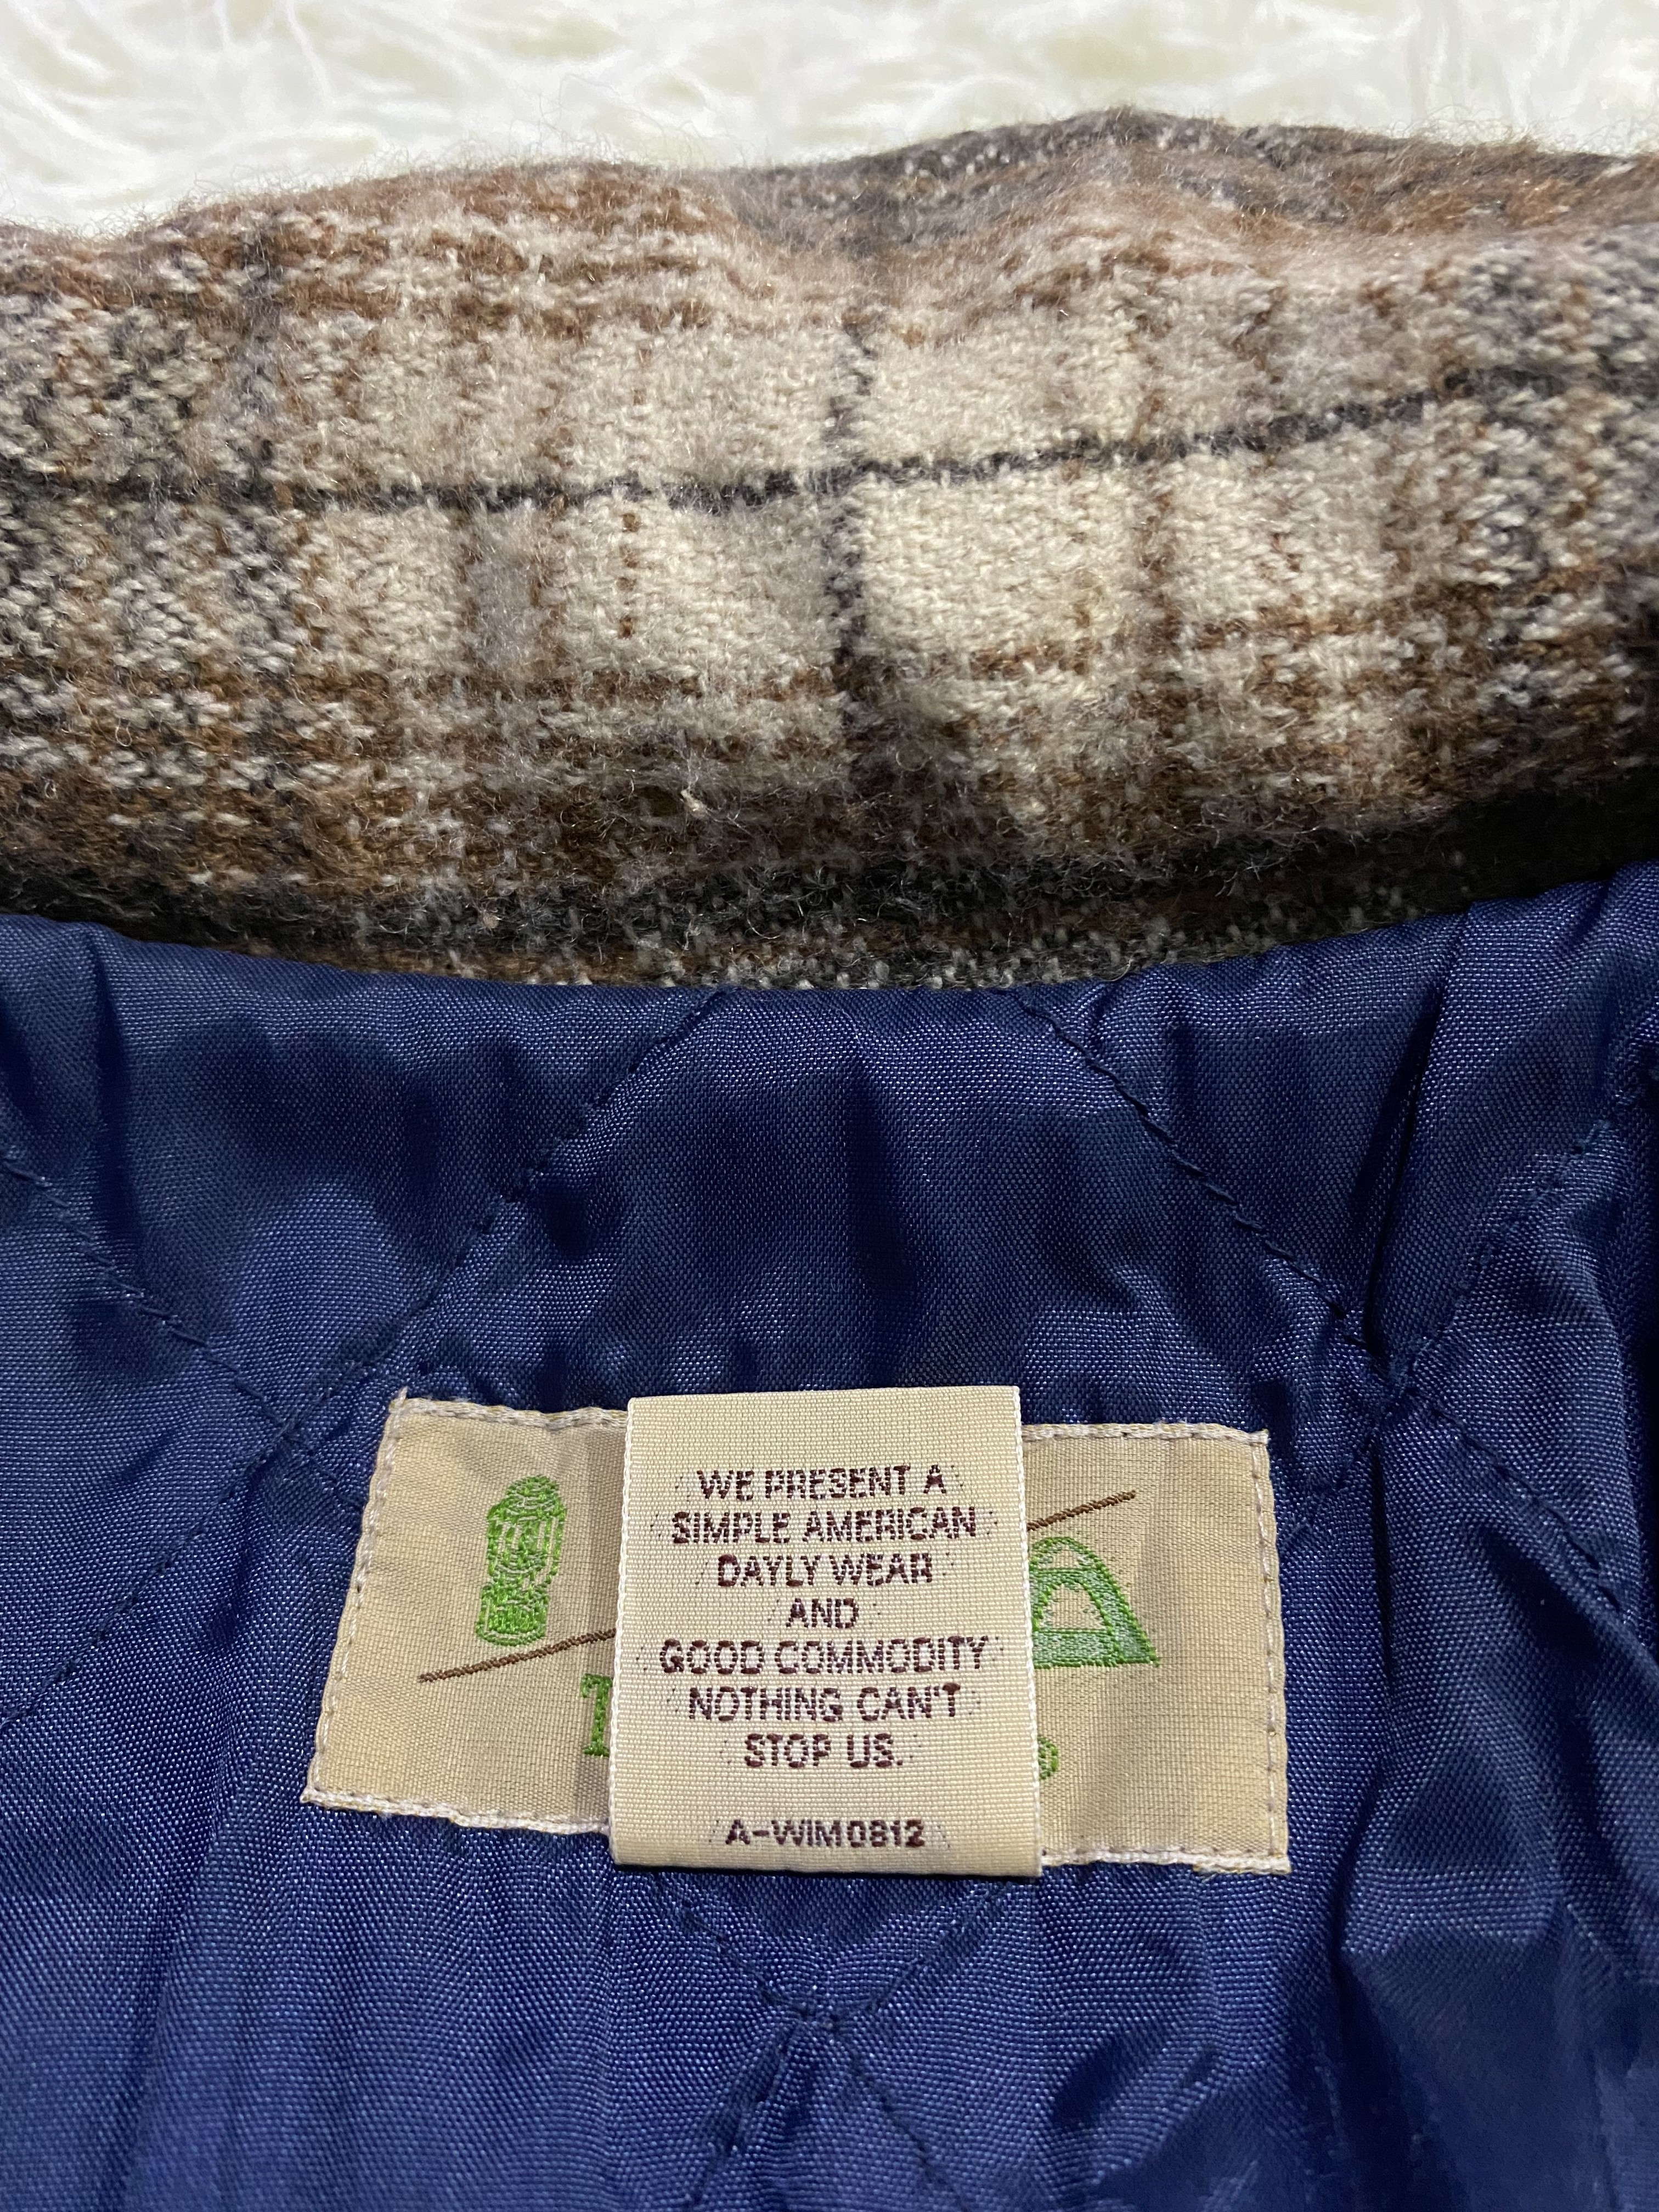 WE PRESENT A
SIMPLE AMERICAN
DAYLY WEAR
AND
GOOD COMMODITY
NOTHING CAN'T
STOP US.
A-WIM0812
T
®